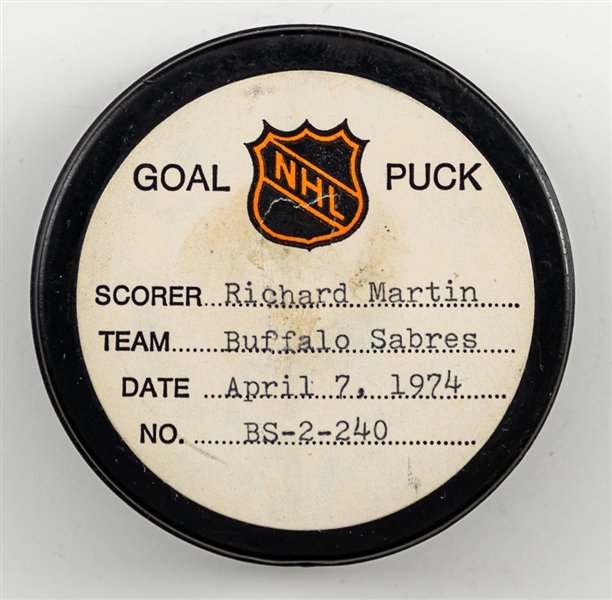 GOAL NHL PUCK
SCORER...Richard Martin.....
TEAM......Buffalo Sabres......
DATE ...April 7, 1974.......
NO. ......BS-2-240............